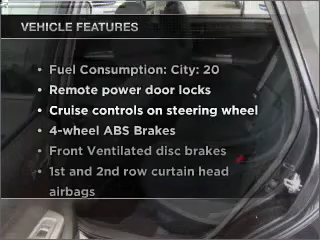 VEHICLE FEATURES
• Fuel Consumption: City: 20
• Remote power door locks
• Cruise controls on steering wheel
• 4-wheel ABS Brakes
• Front Ventilated disc brakes
• 1st and 2nd row curtain head
airbags